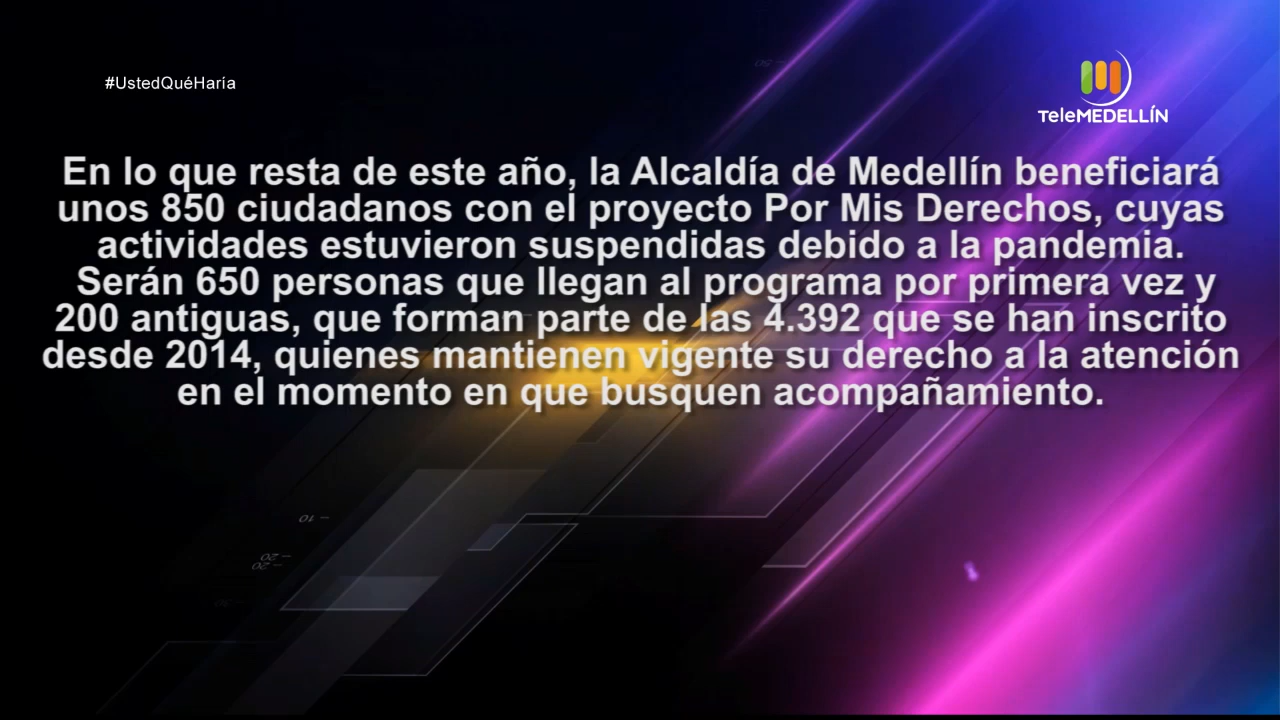 #UstedQuéHaría
TeleMEDELLÍN
En lo que resta de este año, la Alcaldía de Medellín beneficiará
unos 850 ciudadanos con el proyecto Por Mis Derechos, cuyas
actividades estuvieron suspendidas debido a la pandemia.
Serán 650 personas que llegan al programa por primera vez y
200 antiguas, que forman parte de las 4.392 que se han inscrito
desde 2014, quienes mantienen vigente su derecho a la atención
en el momento en que busquen acompañamiento.
10
20
20